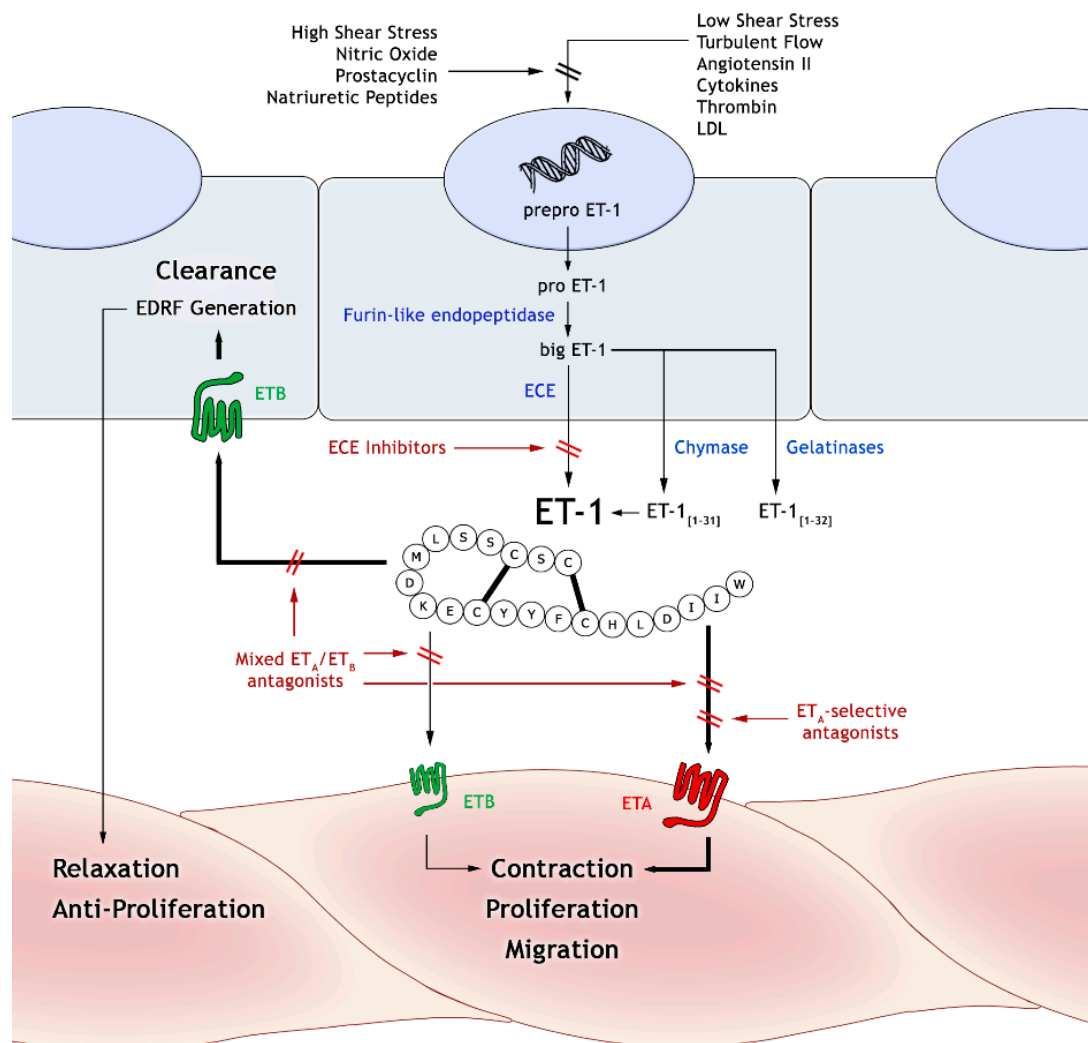 High Shear Stress
Nitric Oxide
Prostacyclin
Natriuretic Peptides
Low Shear Stress
Turbulent Flow
Angiotensin II
Cytokines
Thrombin
LDL
prepro ET-1
pro ET-1
Furin-like endopeptidase
big ET-1
ECE
Clearance
EDRF Generation
ETB
ECE Inhibitors
Chymase
Gelatinases
ET-1
ET-1[1-31]
ET-1[1-32]
C S C
S S L M D K E C Y Y F C H L D I I W
Mixed ETA/ETB
antagonists
ETA-selective
antagonists
ETB
ETA
Relaxation
Anti-Proliferation
Contraction
Proliferation
Migration